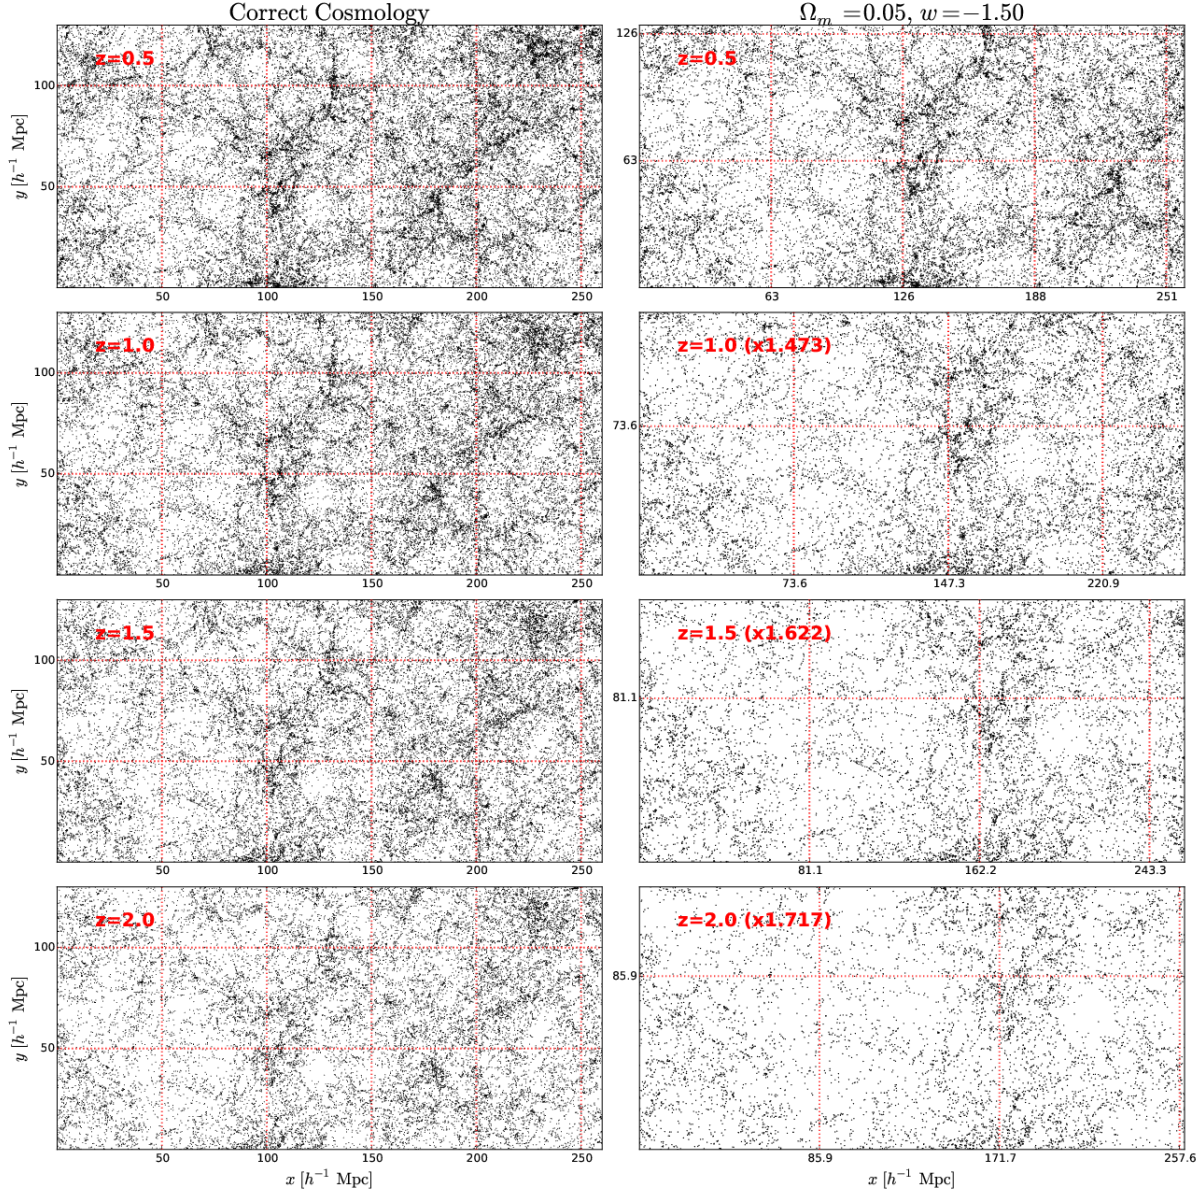 Correct Cosmology
Ω_m = 0.05, w = −1.50
z=0.5
100
50
y [h⁻¹ Mpc]
50 100 150 200 250
z=0.5
126
63
63 126 188 251
z=1.0
100
50
y [h⁻¹ Mpc]
50 100 150 200 250
z=1.0 (x1.473)
73.6
73.6 147.3 220.9
z=1.5
100
50
y [h⁻¹ Mpc]
50 100 150 200 250
z=1.5 (x1.622)
81.1
81.1 162.2 243.3
z=2.0
100
50
y [h⁻¹ Mpc]
50 100 150 200 250
x [h⁻¹ Mpc]
z=2.0 (x1.717)
85.9
85.9 171.7 257.6
x [h⁻¹ Mpc]